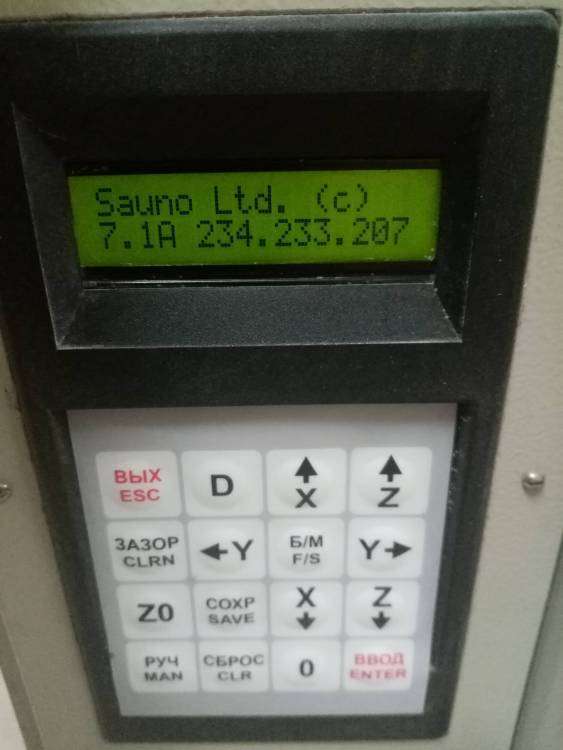 Sauno Ltd. (c)
7.1A 234.233.207
ВЫХ
ESC
D
↑
X
↑
Z
ЗАЗОР
CLRN
←Y
Б/М
F/S
Y→
Z0
СОХР
SAVE
X
↓
Z
↓
РУЧ
MAN
СБРОС
CLR
0
ВВОД
ENTER